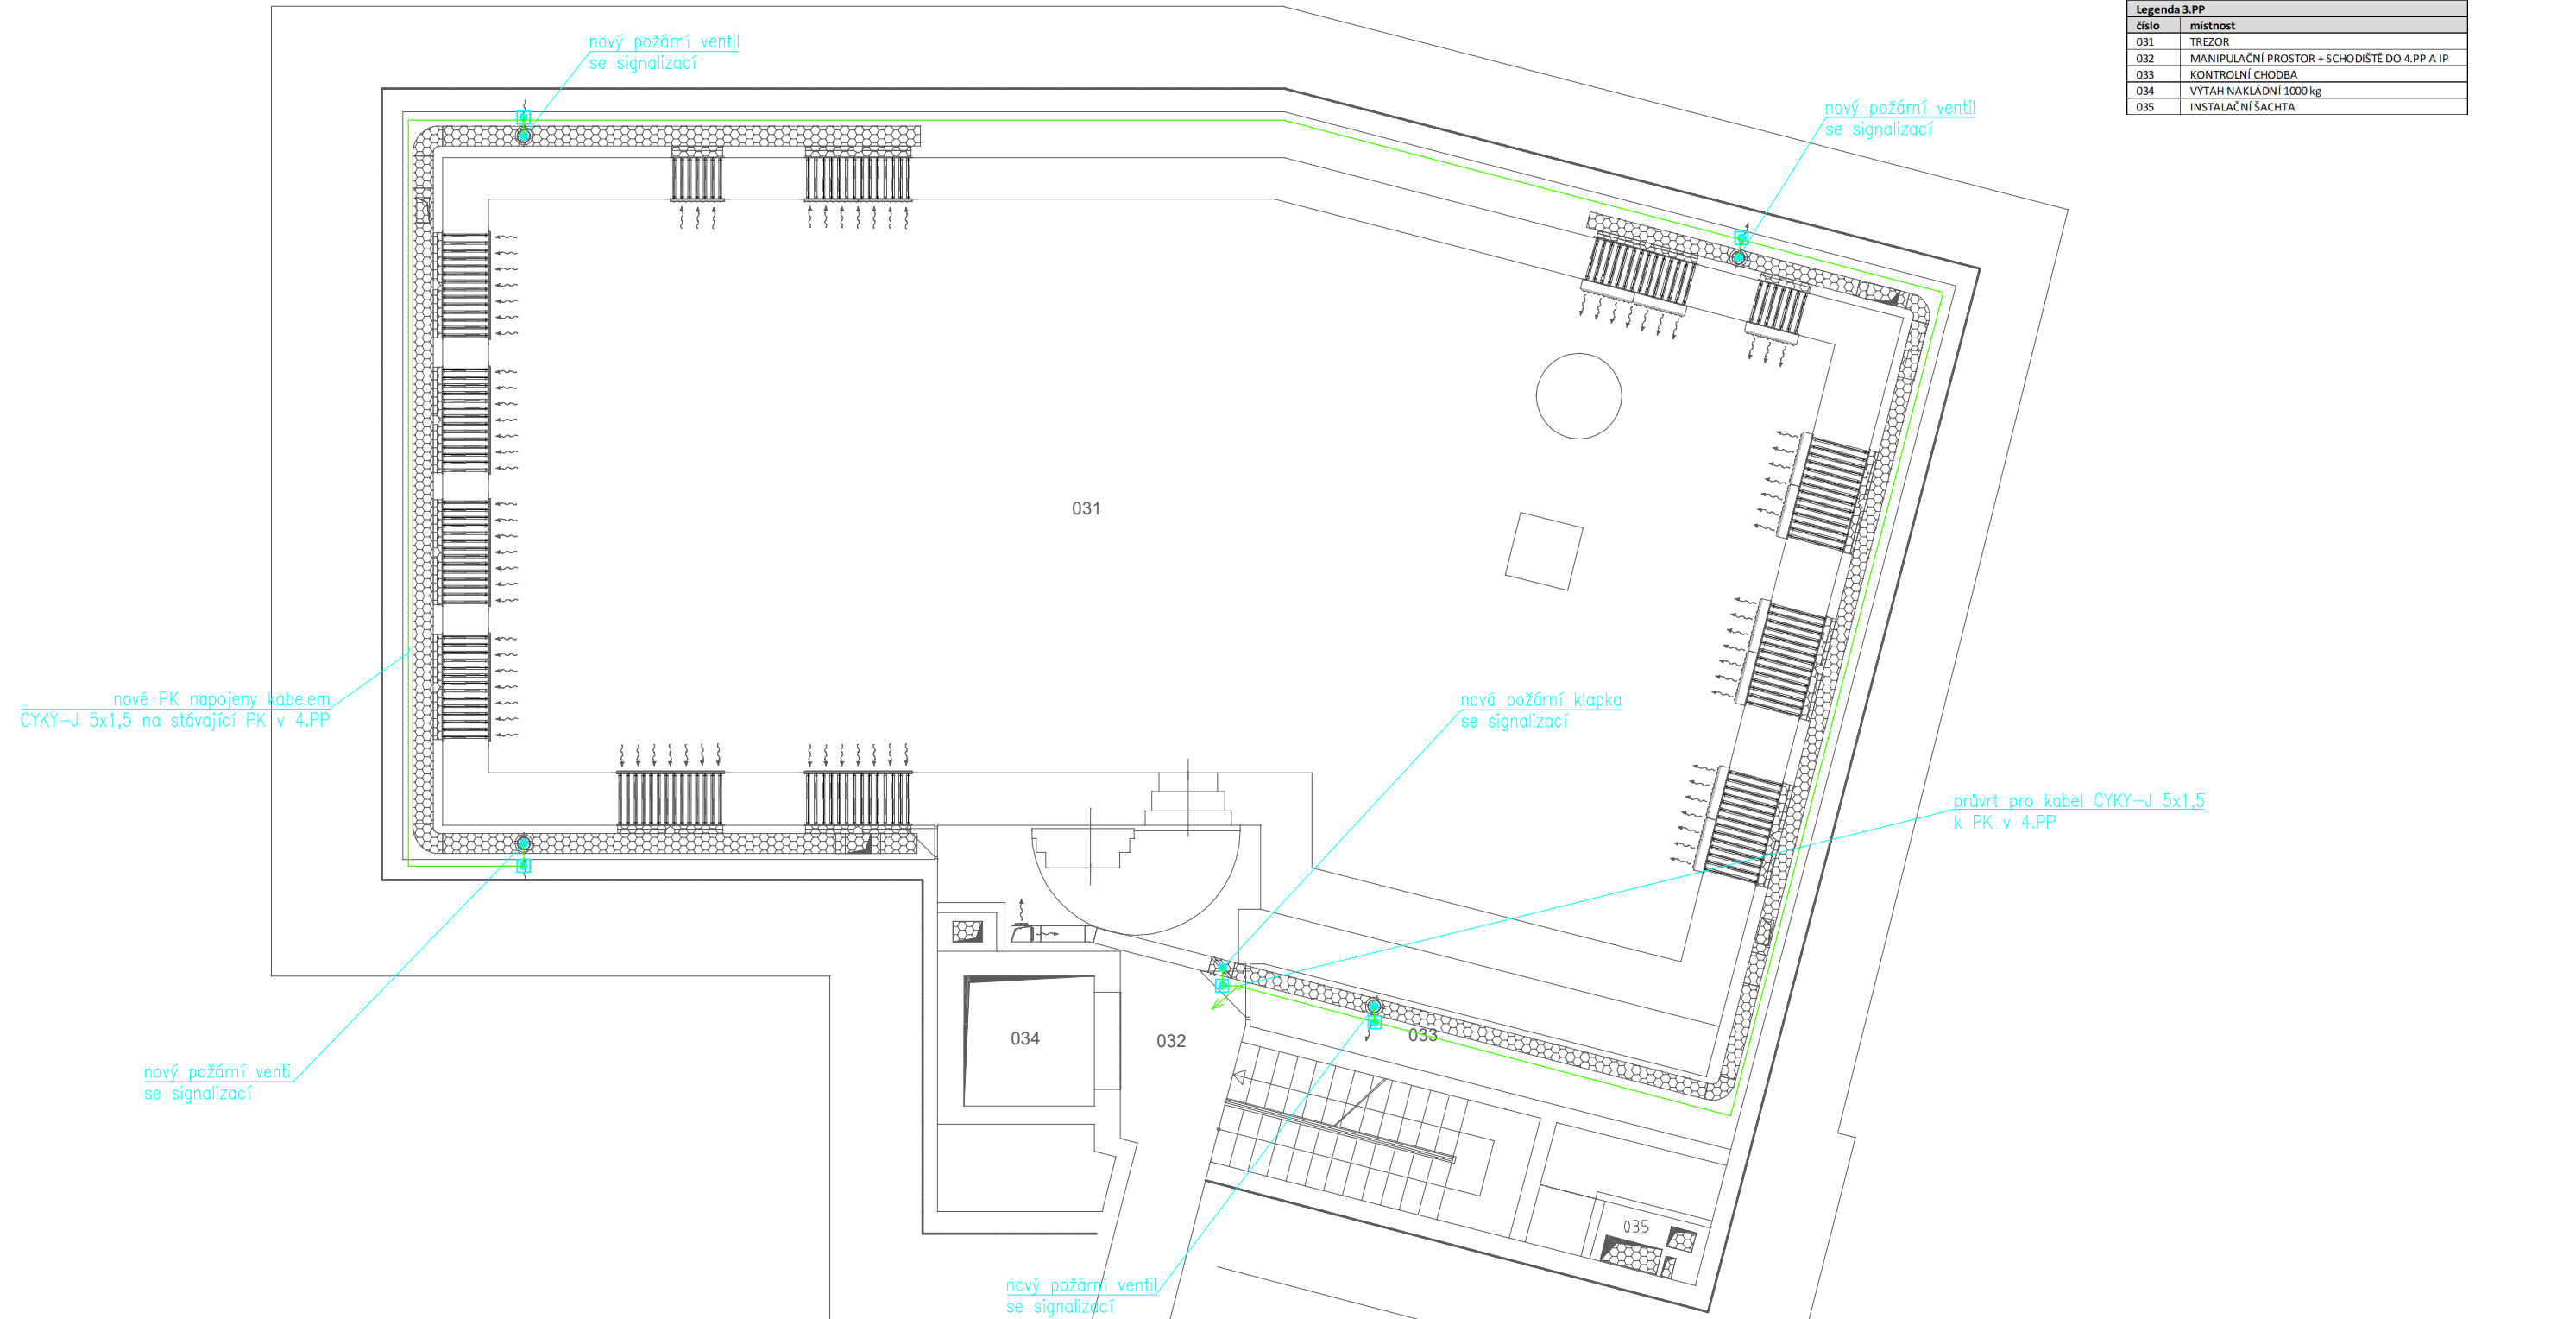 Legenda 3.PP
číslo místnost
031 TREZOR
032 MANIPULAČNÍ PROSTOR + SCHODIŠTĚ DO 4.PP A IP
033 KONTROLNÍ CHODBA
034 VÝTAH NAKLÁDNÍ 1000 kg
035 INSTALAČNÍ ŠACHTA
nový požární ventil
se signalizací
nový požární ventil
se signalizací
031
nové PK napojeny kabelem
CYKY-J 5x1,5 na stávající PK v 4.PP
nová požární klapka
se signalizací
průvrt pro kabel CYKY-J 5x1,5
k PK v 4.PP
034
032
033
nový požární ventil
se signalizací
035
nový požární ventil
se signalizací